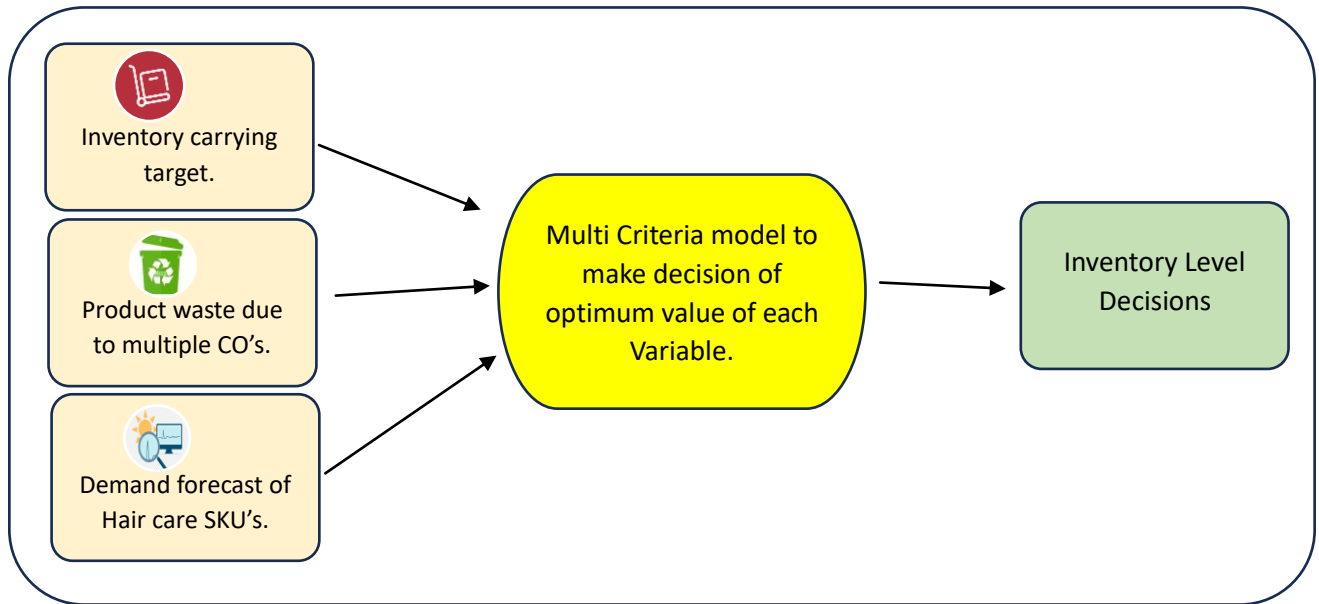 Inventory carrying
target.
Product waste due
to multiple CO’s.
Demand forecast of
Hair care SKU’s.
Multi Criteria model to
make decision of
optimum value of each
Variable.
Inventory Level
Decisions